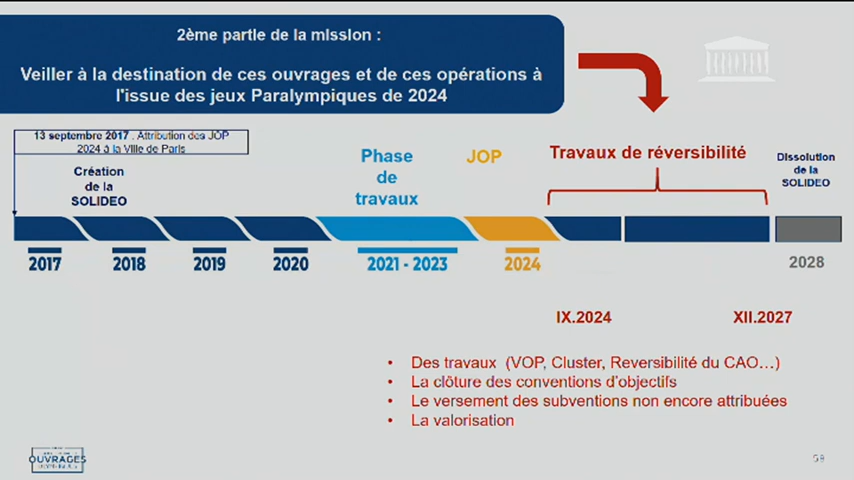 2ème partie de la mission :
Veiller à la destination de ces ouvrages et de ces opérations à
l'issue des jeux Paralympiques de 2024
13 septembre 2017 : Attribution des JOP
2024 à la Ville de Paris
Création
de la
SOLIDEO
Phase
de
travaux
JOP
Travaux de réversibilité
Dissolution
de la
SOLIDEO
2017
2018
2019
2020
2021 - 2023
2024
2028
IX.2024
XII.2027
• Des travaux (VOP, Cluster, Reversibilité du CAO…)
• La clôture des conventions d'objectifs
• Le versement des subventions non encore attribuées
• La valorisation
OUVRAGES